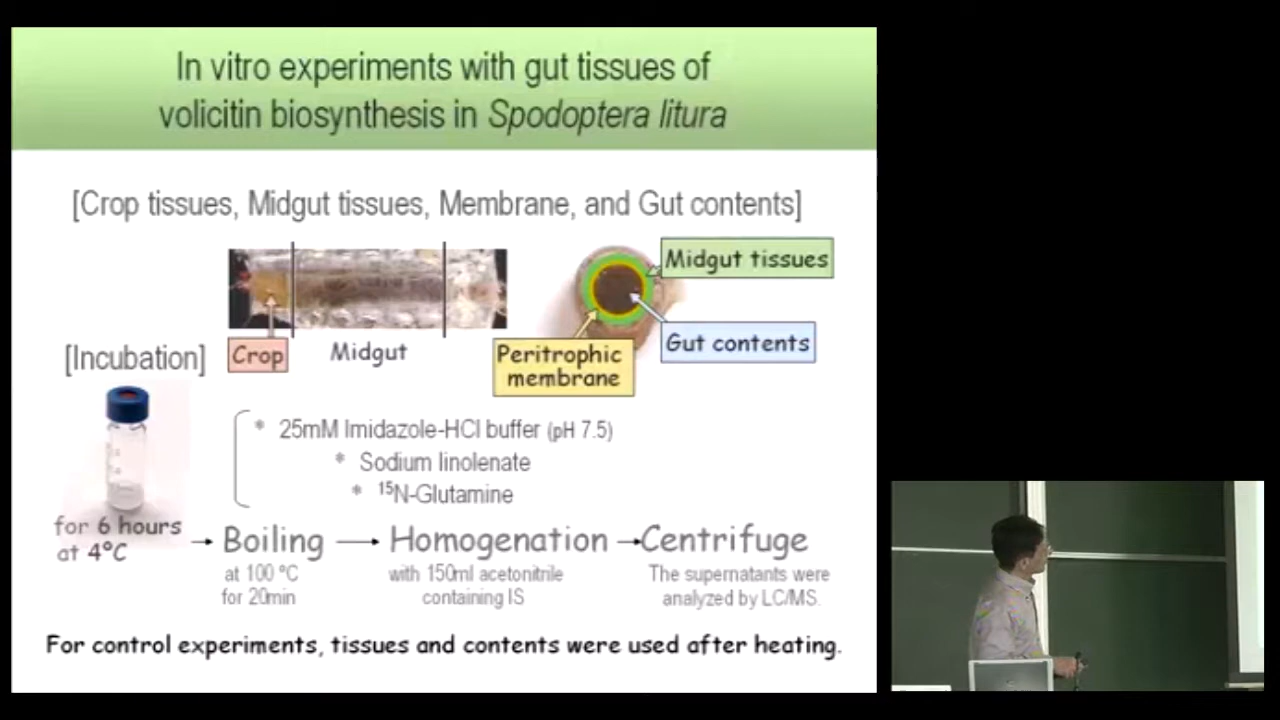 In vitro experiments with gut tissues of
volicitin biosynthesis in Spodoptera litura
[Crop tissues, Midgut tissues, Membrane, and Gut contents]
Midgut tissues
Gut contents
Peritrophic
membrane
Crop
Midgut
[Incubation]
* 25mM Imidazole-HCl buffer (pH 7.5)
* Sodium linolenate
* ¹⁵N-Glutamine
for 6 hours
at 4°C
→ Boiling → Homogenation → Centrifuge
at 100 °C
for 20min
with 150ml acetonitrile
containing IS
The supernatants were
analyzed by LC/MS.
For control experiments, tissues and contents were used after heating.